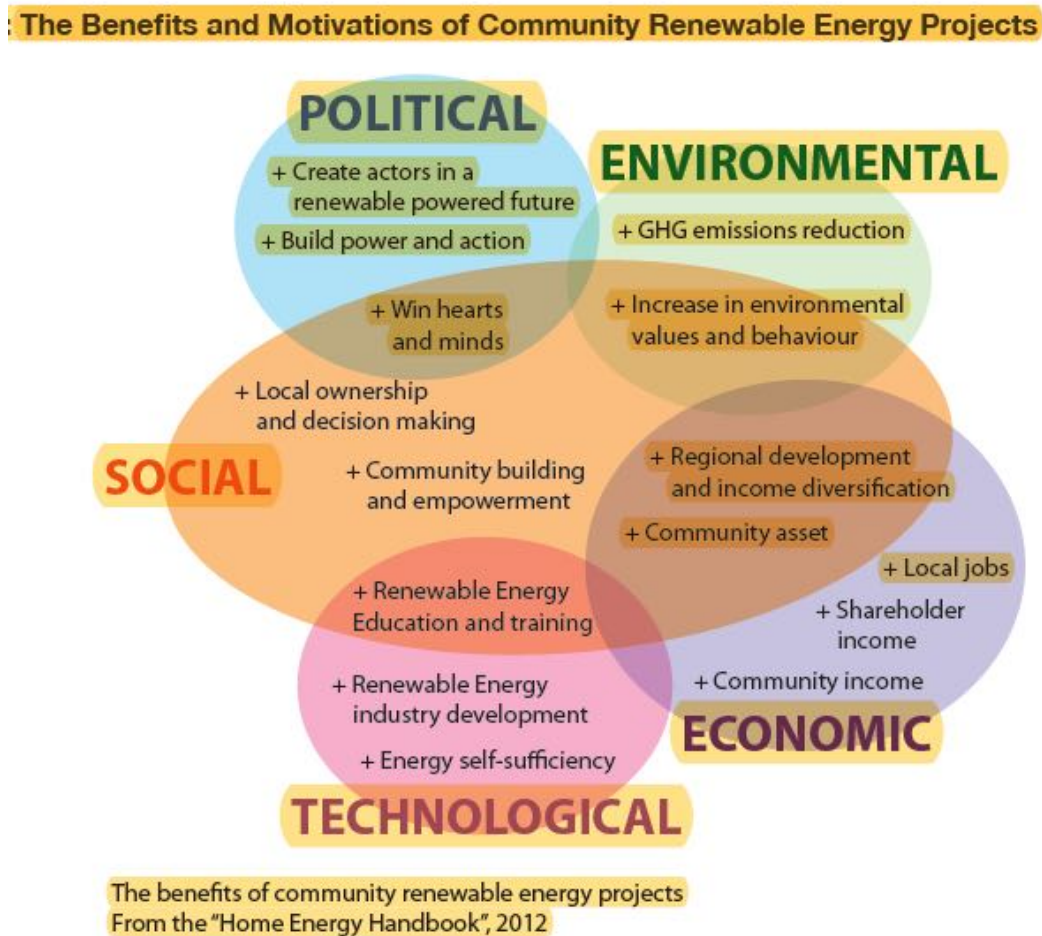 : The Benefits and Motivations of Community Renewable Energy Projects
POLITICAL
+ Create actors in a
renewable powered future
+ Build power and action
+ Win hearts
and minds
ENVIRONMENTAL
+ GHG emissions reduction
+ Increase in environmental
values and behaviour
SOCIAL
+ Local ownership
and decision making
+ Community building
and empowerment
+ Regional development
and income diversification
+ Community asset
+ Local jobs
+ Shareholder
income
+ Community income
ECONOMIC
+ Renewable Energy
Education and training
+ Renewable Energy
industry development
+ Energy self-sufficiency
TECHNOLOGICAL
The benefits of community renewable energy projects
From the "Home Energy Handbook", 2012